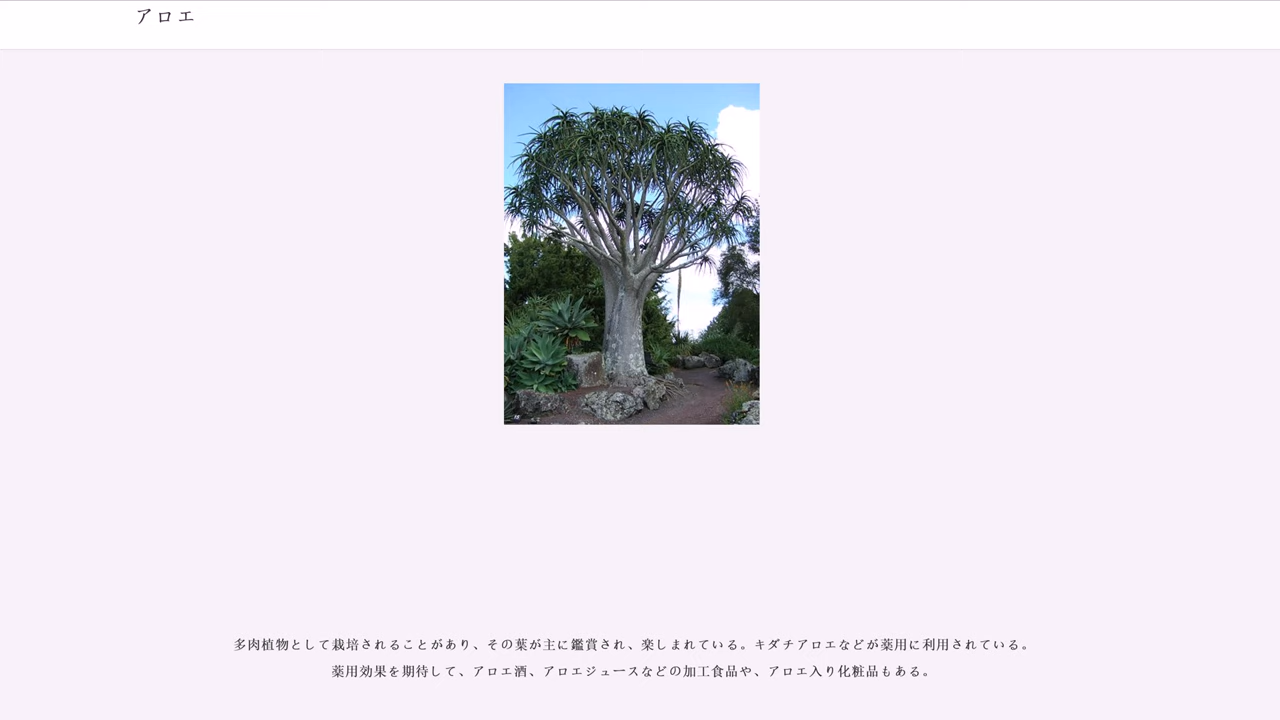 アロエ
多肉植物として栽培されることがあり、その葉が主に鑑賞され、楽しまれている。キダチアロエなどが薬用に利用されている。
薬用効果を期待して、アロエ酒、アロエジュースなどの加工食品や、アロエ入り化粧品もある。